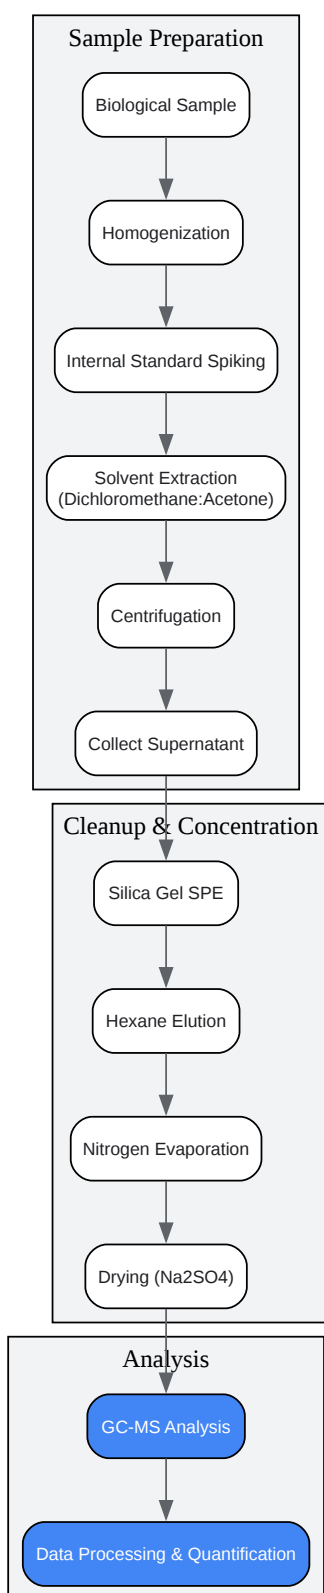 Sample Preparation
Biological Sample
Homogenization
Internal Standard Spiking
Solvent Extraction
(Dichloromethane:Acetone)
Centrifugation
Collect Supernatant
Cleanup & Concentration
Silica Gel SPE
Hexane Elution
Nitrogen Evaporation
Drying (Na2SO4)
Analysis
GC-MS Analysis
Data Processing & Quantification